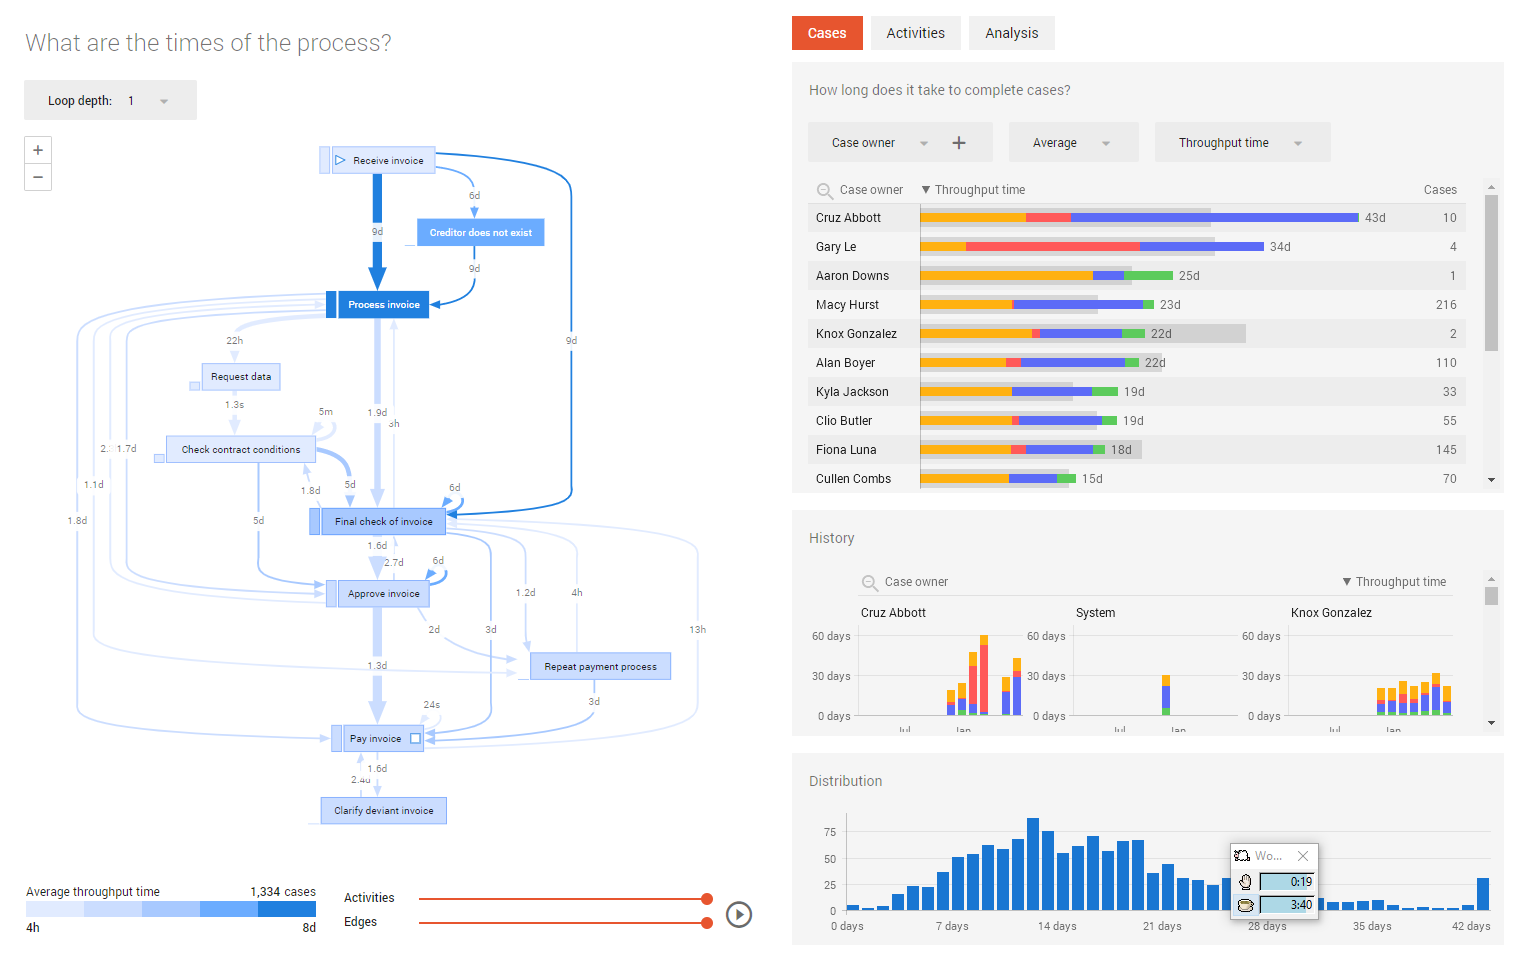 What are the times of the process?
Loop depth: 1
+
−
Receive invoice
6d
Creditor does not exist
9d
9d
Process invoice
22h
9d
Request data
1.3s
5m
1.9d
3h
1.7d
Check contract conditions
1.1d
1.8d
5d
6d
1.8d
5d
Final check of invoice
1.6d
2.7d
6d
Approve invoice
1.2d
4h
2d
3d
13h
1.3d
Repeat payment process
24s
3d
Pay invoice
1.6d
2.4d
Clarify deviant invoice
Average throughput time
1,334 cases
4h
8d
Activities
Edges
Cases
Activities
Analysis
How long does it take to complete cases?
Case owner
+
Average
Throughput time
Case owner
▼ Throughput time
Cases
Cruz Abbott 43d 10
Gary Le 34d 4
Aaron Downs 25d 1
Macy Hurst 23d 216
Knox Gonzalez 22d 2
Alan Boyer 22d 110
Kyla Jackson 19d 33
Clio Butler 19d 55
Fiona Luna 18d 145
Cullen Combs 15d 70
History
Case owner
▼ Throughput time
Cruz Abbott
System
Knox Gonzalez
60 days
60 days
60 days
30 days
30 days
30 days
0 days
0 days
0 days
Jul
Jan
Jul
Jan
Jul
Jan
Distribution
75
50
25
0
0 days
7 days
14 days
21 days
28 days
35 days
42 days
Wo...
0:19
3:40